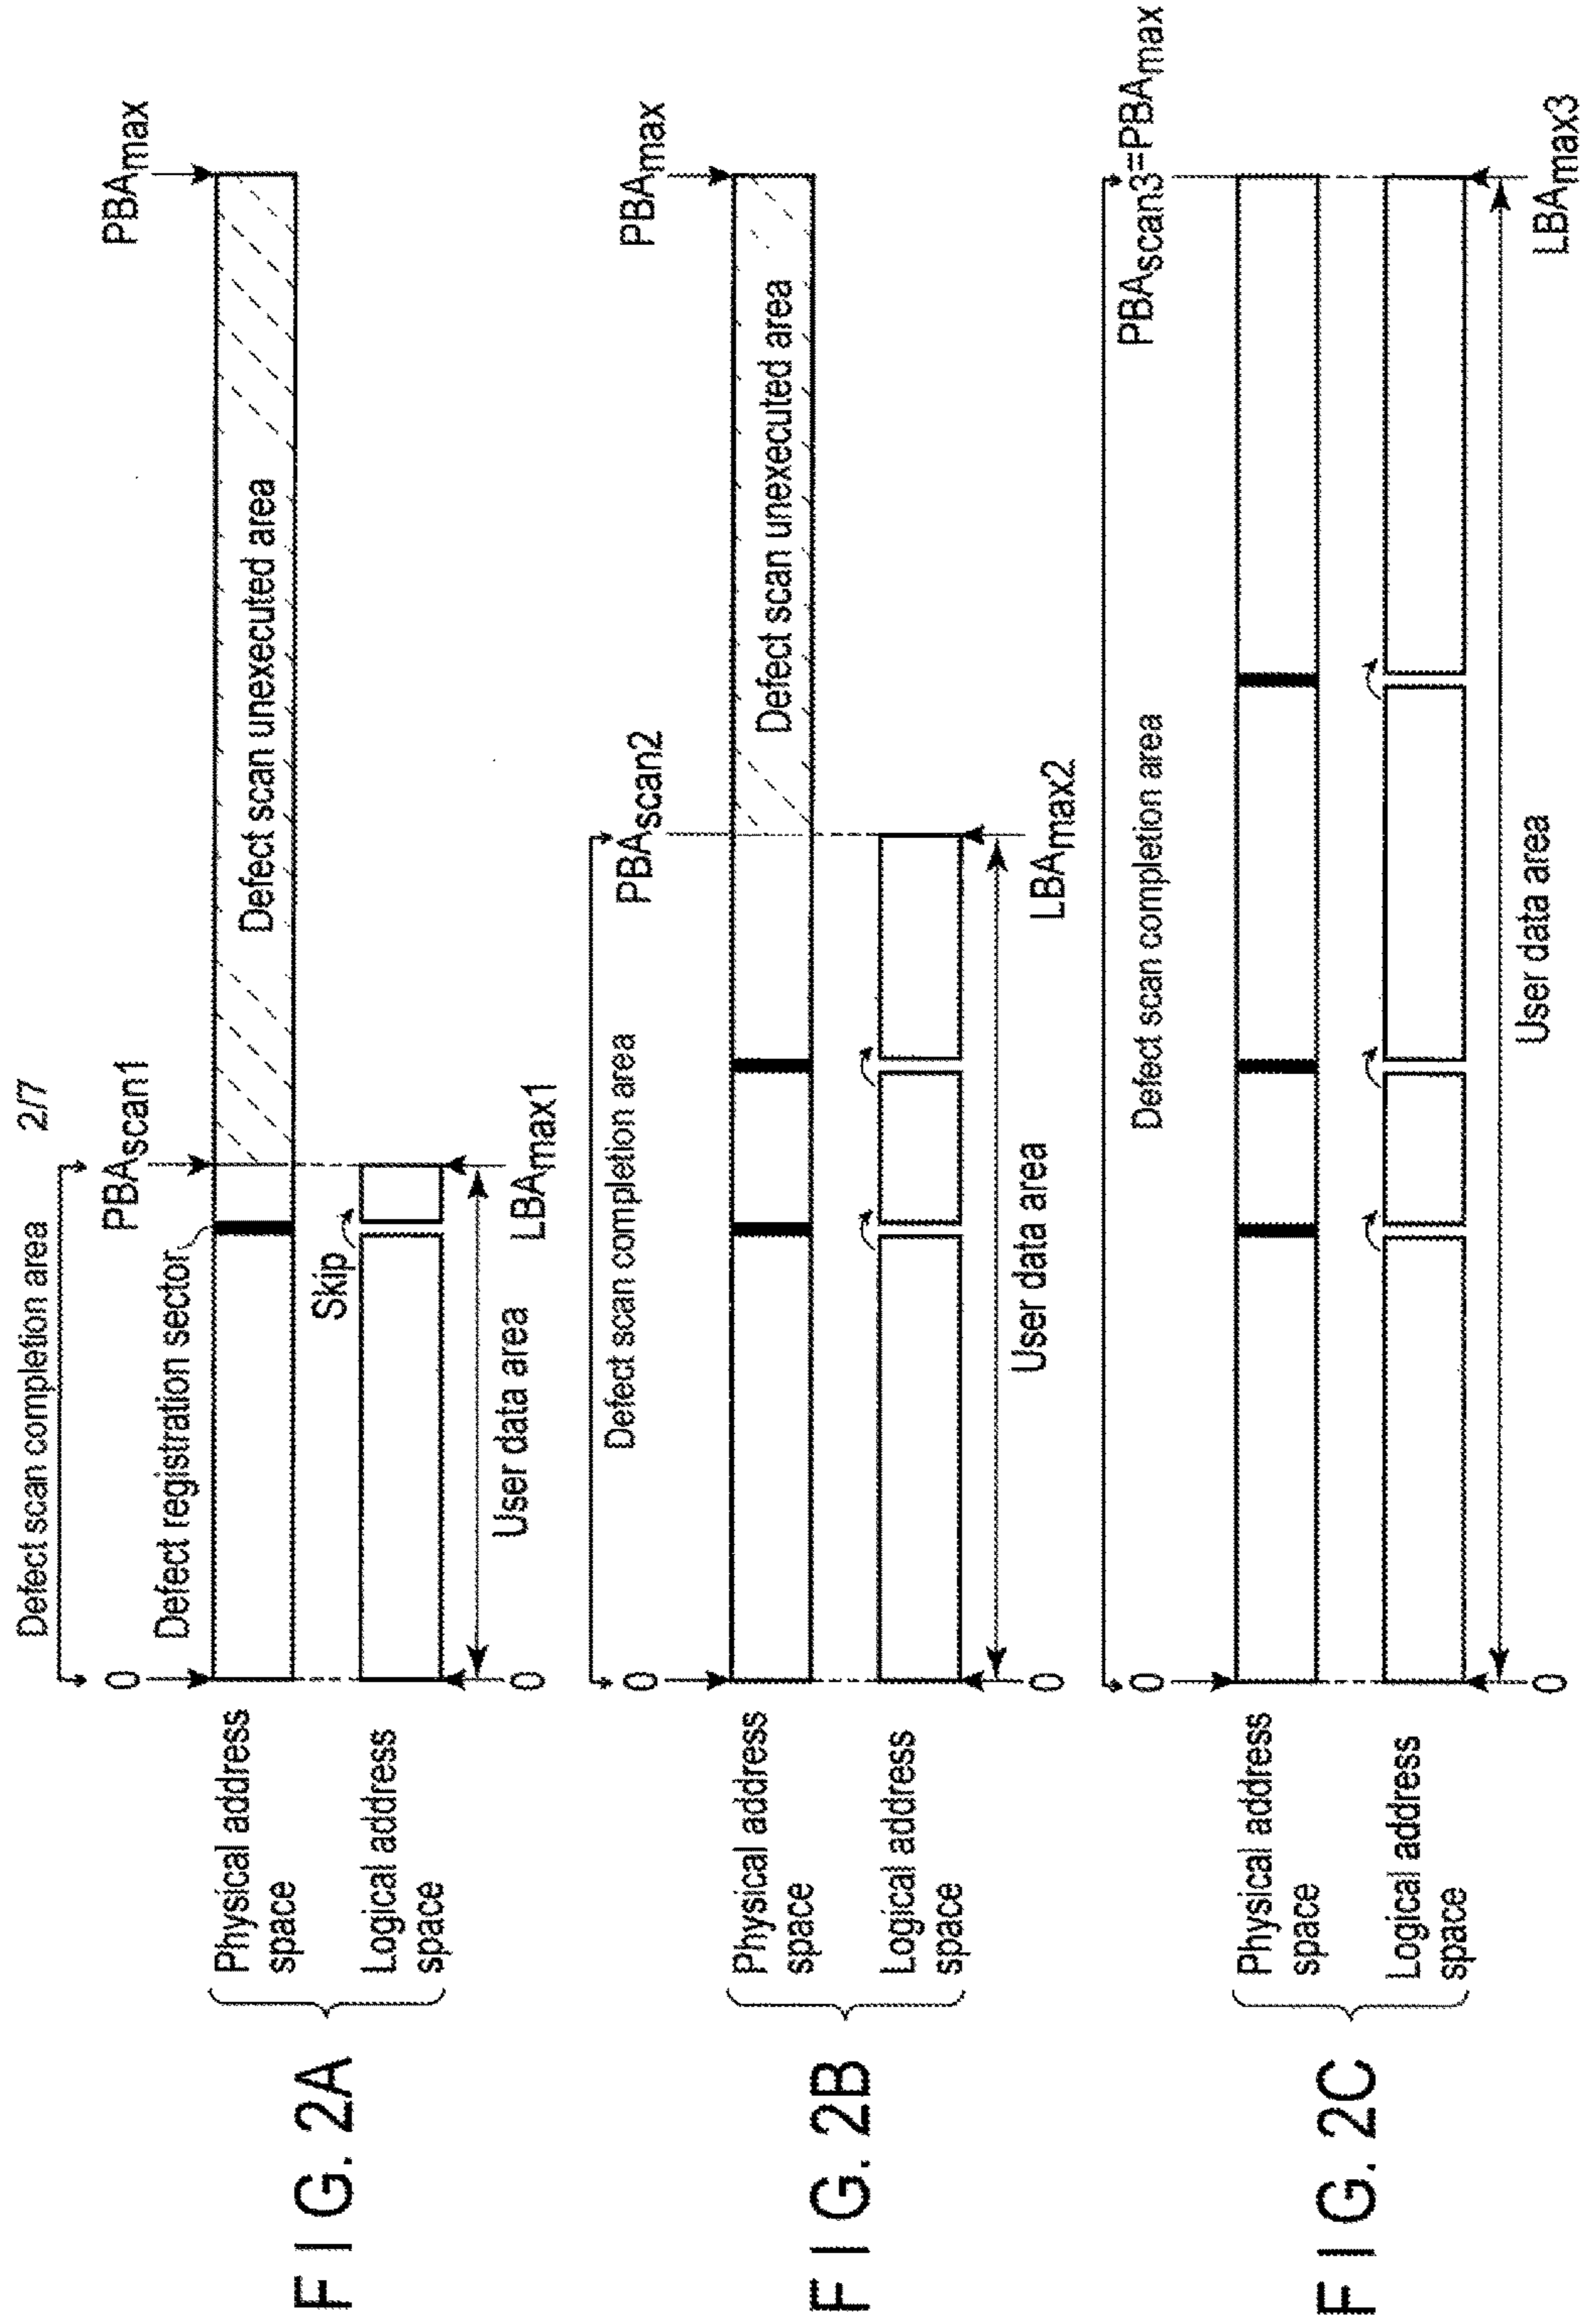 2/7
Defect scan completion area
0
PBAscan1
PBAmax
Defect registration sector
Physical address
space
Defect scan unexecuted area
Skip
Logical address
space
User data area
0
LBAmax1
FIG. 2A
Defect scan completion area
0
PBAscan2
PBAmax
Physical address
space
Defect scan unexecuted area
Logical address
space
User data area
0
LBAmax2
FIG. 2B
Defect scan completion area
0
PBAscan3=PBAmax
Physical address
space
Logical address
space
User data area
0
LBAmax3
FIG. 2C